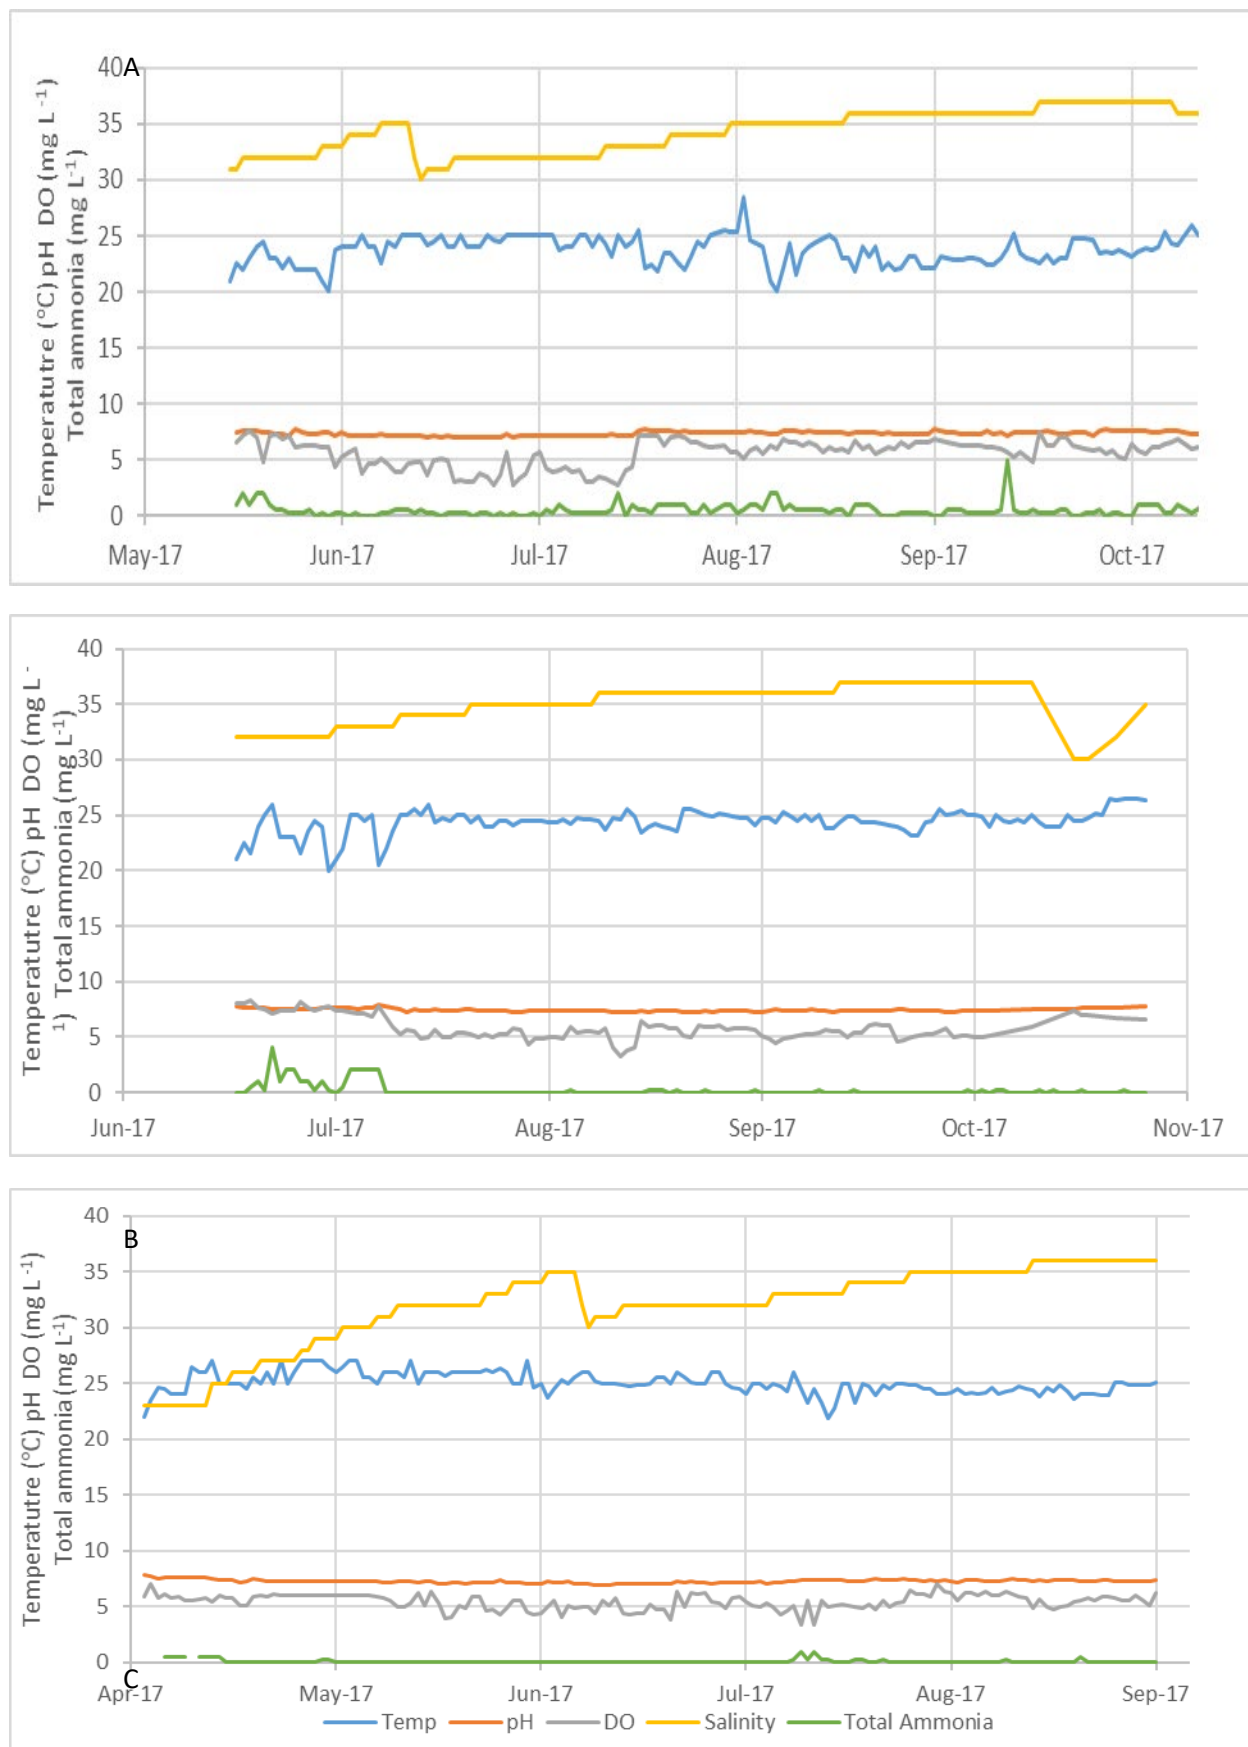 A
40
35
30
25
20
15
10
5
0
Temperatutre (°C) pH DO (mg L⁻¹)
Total ammonia (mg L⁻¹)
May-17 Jun-17 Jul-17 Aug-17 Sep-17 Oct-17
40
35
30
25
20
15
10
5
0
Temperatutre (°C) pH DO (mg L⁻
¹) Total ammonia (mg L⁻¹)
Jun-17 Jul-17 Aug-17 Sep-17 Oct-17 Nov-17
B
40
35
30
25
20
15
10
5
0
Temperatutre (°C) pH DO (mg L⁻¹)
Total ammonia (mg L⁻¹)
C
Apr-17 May-17 Jun-17 Jul-17 Aug-17 Sep-17
Temp pH DO Salinity Total Ammonia